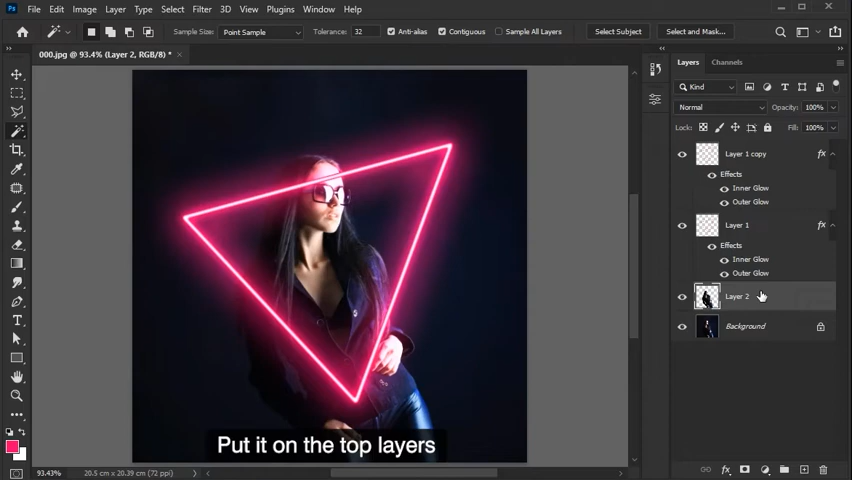 Ps File Edit Image Layer Type Select Filter 3D View Plugins Window Help
Sample Size: Point Sample Tolerance: 32 Anti-alias Contiguous Sample All Layers Select Subject Select and Mask...
000.jpg @ 93.4% (Layer 2, RGB/8) * ×
Layers Channels
Kind
Normal Opacity: 100%
Lock: Fill: 100%
Layer 1 copy fx
Effects
Inner Glow
Outer Glow
Layer 1 fx
Effects
Inner Glow
Outer Glow
Layer 2
Background
Put it on the top layers
93.43% 20.5 cm x 20.39 cm (72 ppi)
fx